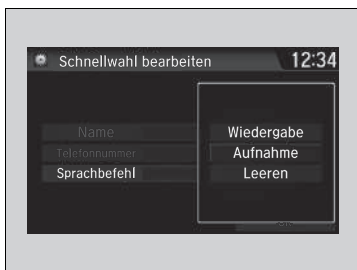 Schnellwahl bearbeiten 12:34
Name
Telefonnummer
Sprachbefehl
Wiedergabe
Aufnahme
Leeren